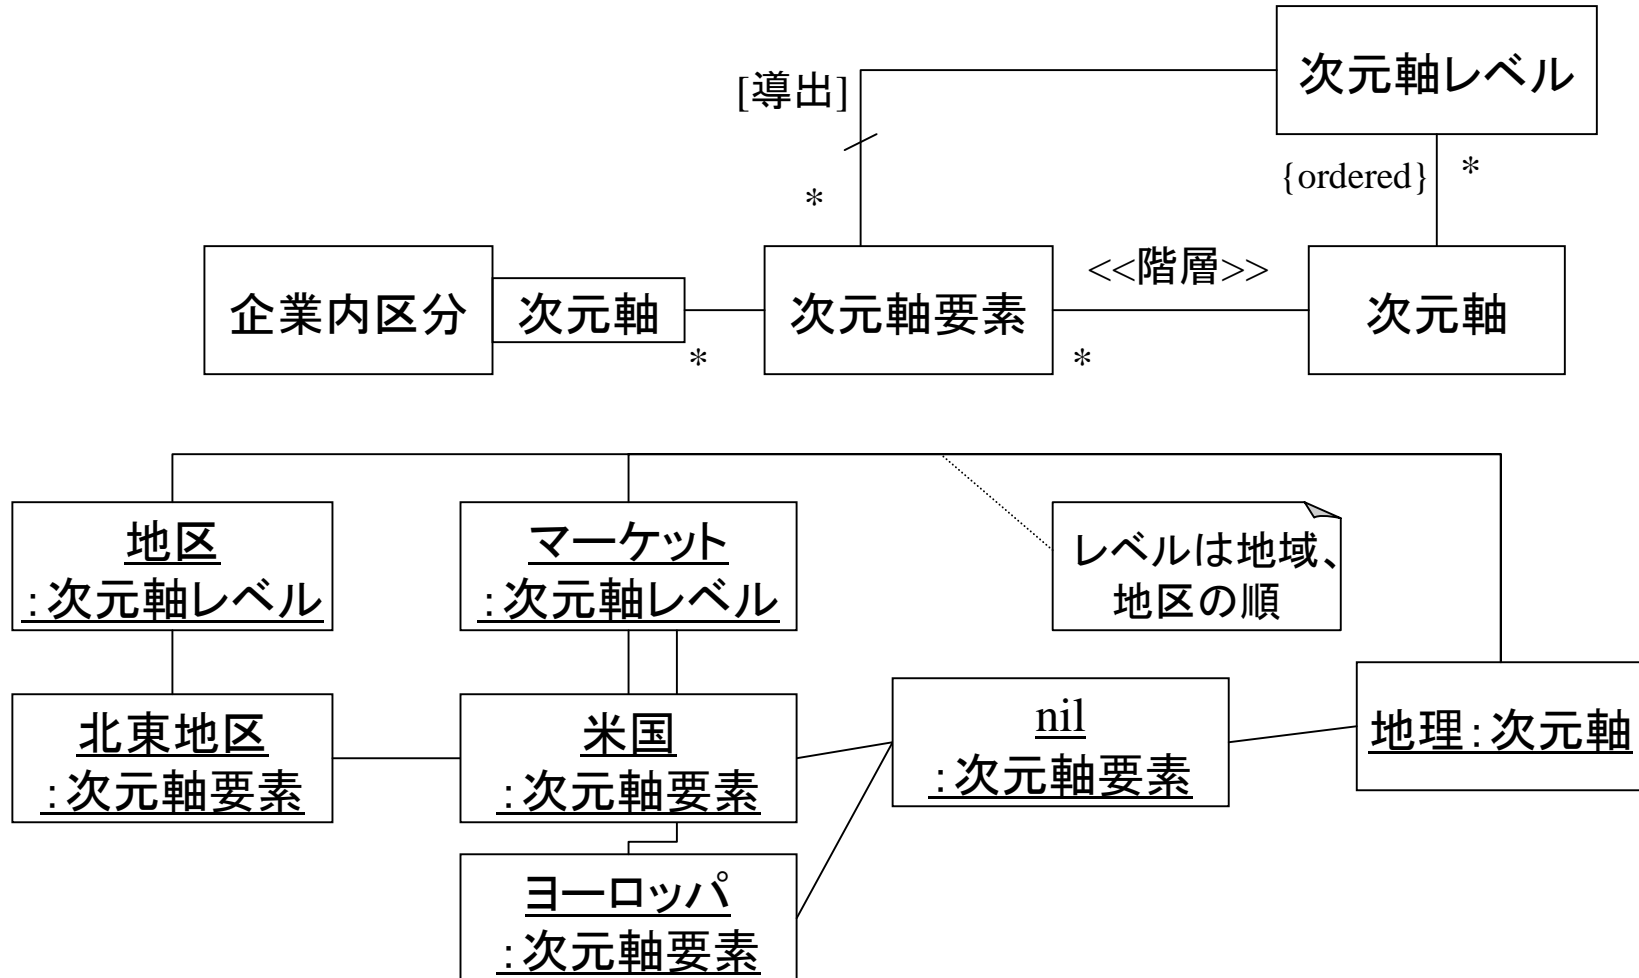 次元軸レベル
[導出]
{ordered}
*
*
<<階層>>
企業内区分
次元軸
次元軸要素
次元軸
*
*
地区
:次元軸レベル
マーケット
:次元軸レベル
レベルは地域、
地区の順
北東地区
:次元軸要素
米国
:次元軸要素
nil
:次元軸要素
地理:次元軸
ヨーロッパ
:次元軸要素